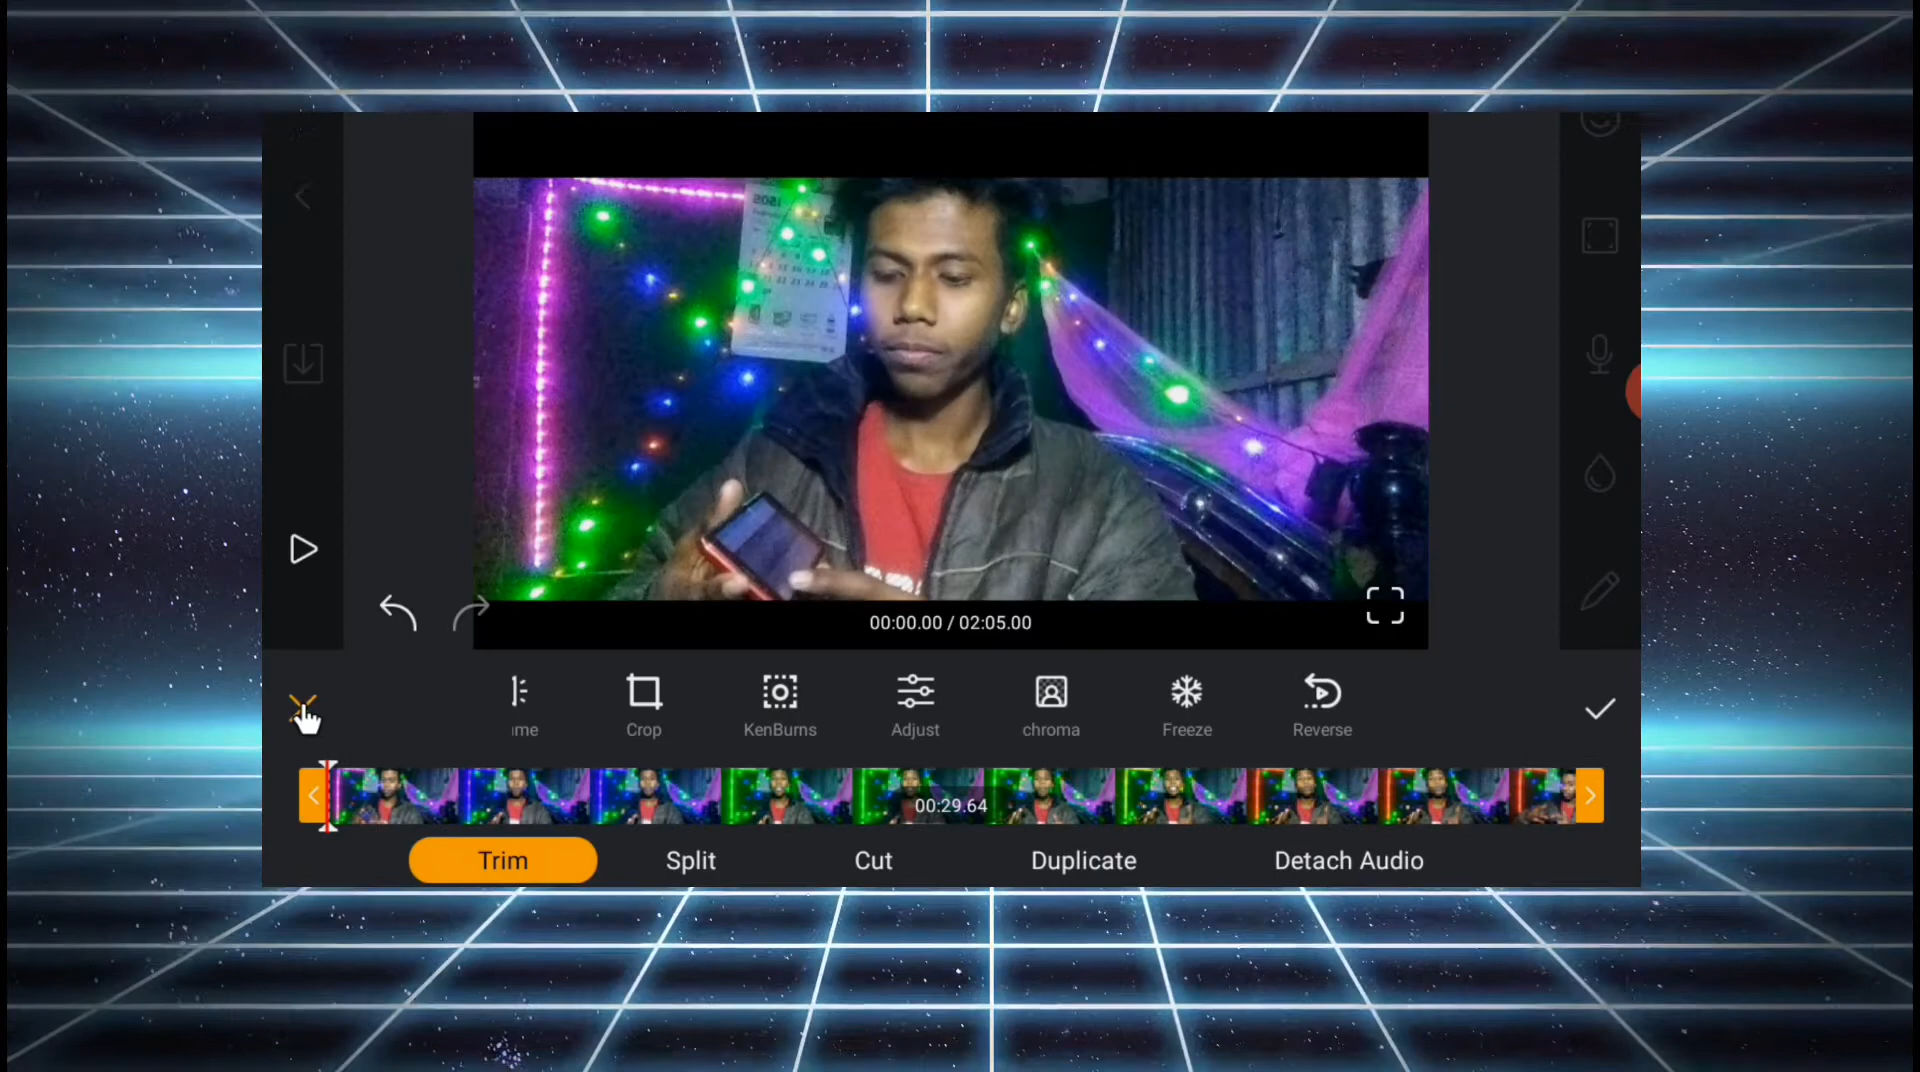 00:00.00 / 02:05.00
ıme
Crop
KenBurns
Adjust
chroma
Freeze
Reverse
00:29.64
Trim
Split
Cut
Duplicate
Detach Audio